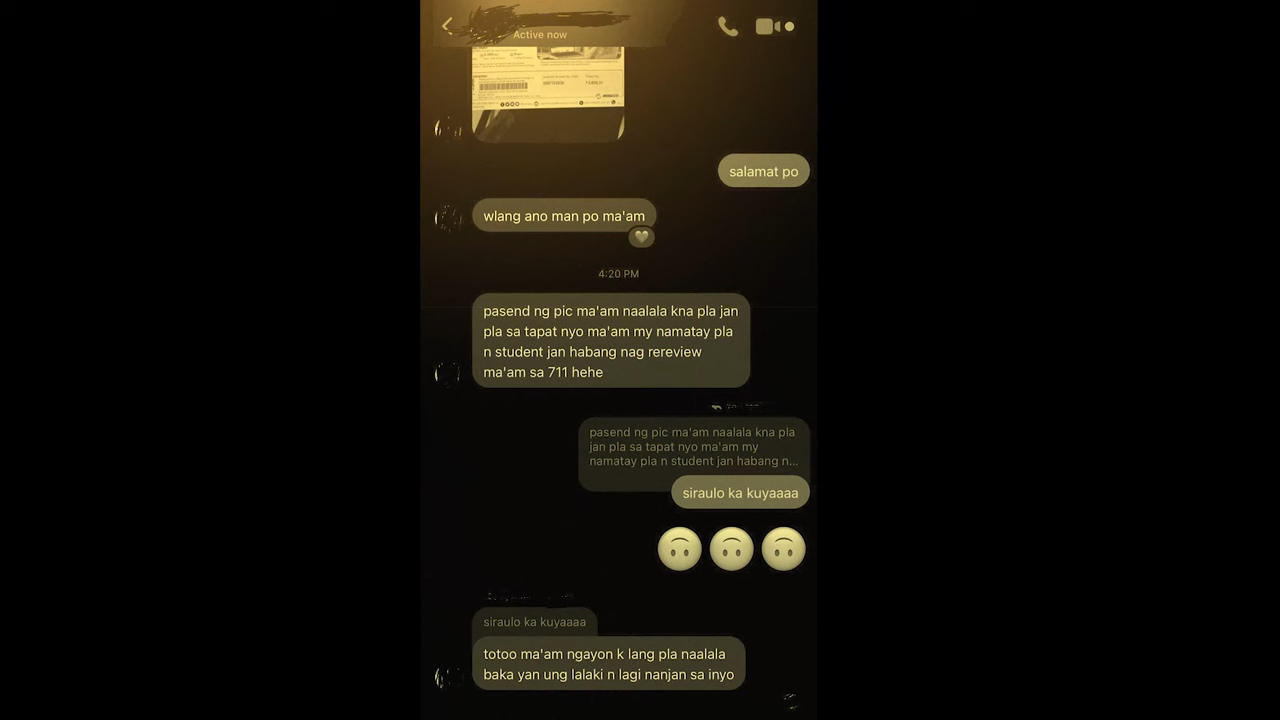 Active now
salamat po
wlang ano man po ma'am
4:20 PM
pasend ng pic ma'am naalala kna pla jan
pla sa tapat nyo ma'am my namatay pla
n student jan habang nag rereview
ma'am sa 711 hehe
pasend ng pic ma'am naalala kna pla
jan pla sa tapat nyo ma'am my
namatay pla n student jan habang n...
siraulo ka kuyaaaa
siraulo ka kuyaaaa
totoo ma'am ngayon k lang pla naalala
baka yan ung lalaki n lagi nanjan sa inyo